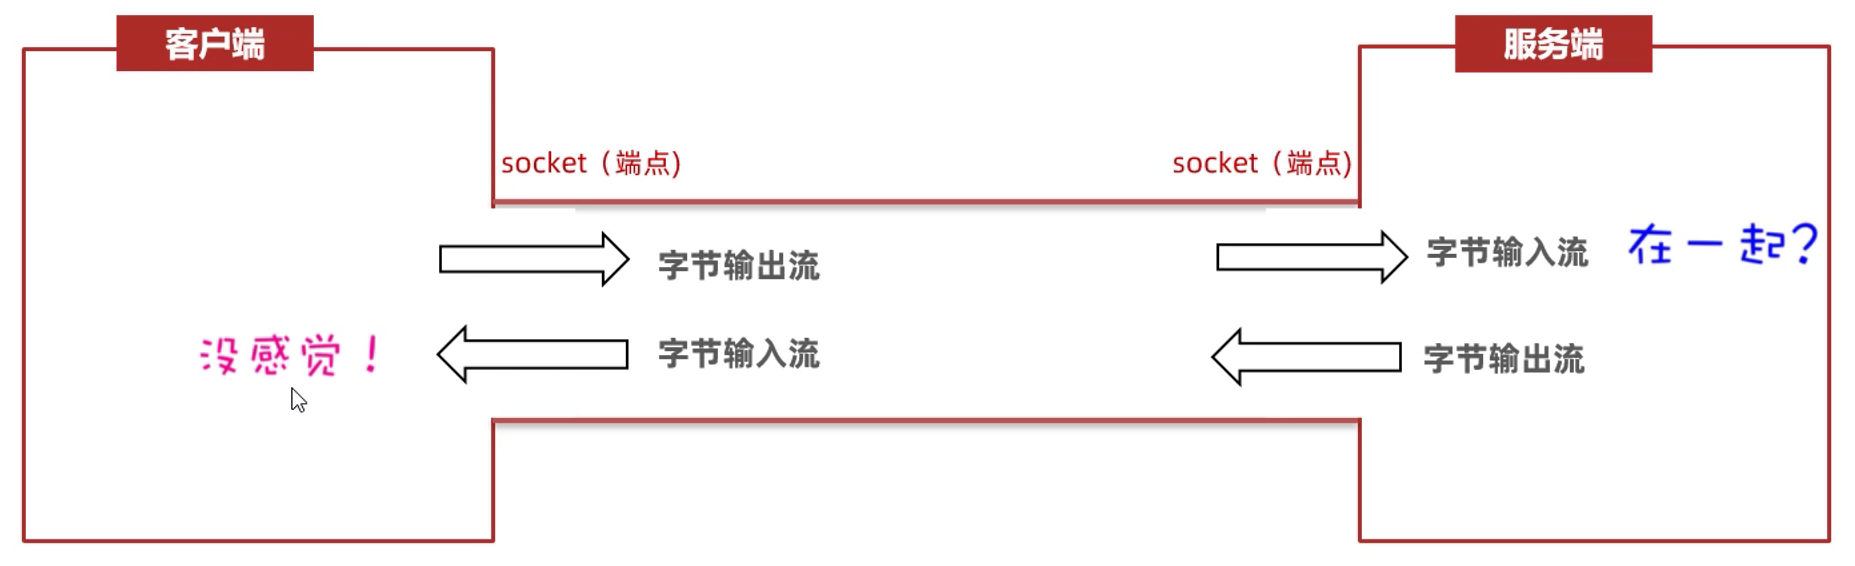 客户端
服务端
socket（端点)
socket（端点)
字节输出流
字节输入流
在一起?
没感觉！
字节输入流
字节输出流